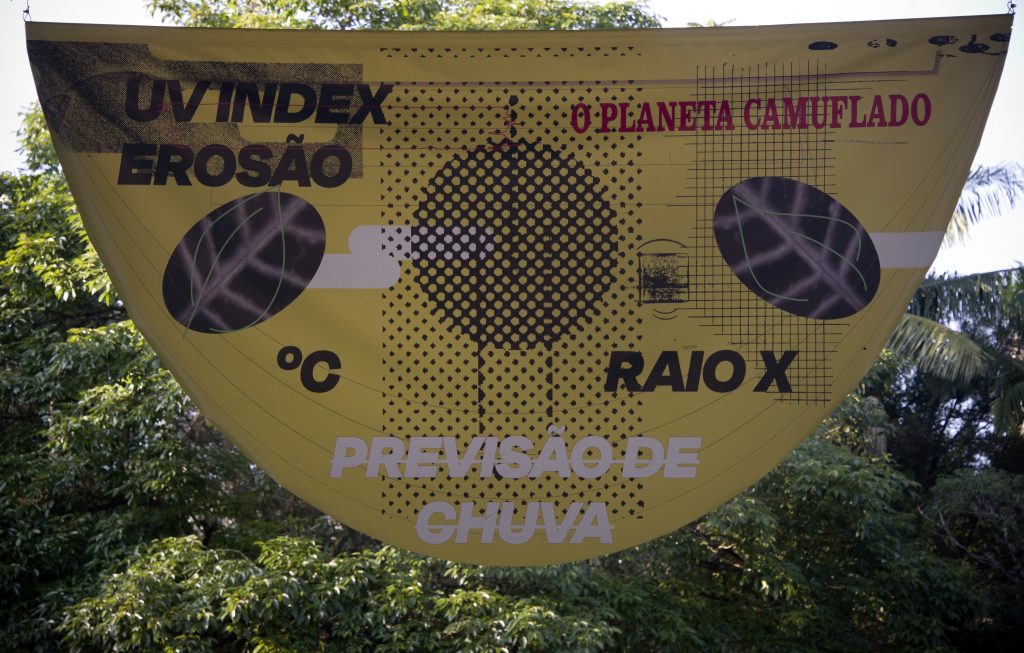 UV INDEX
EROSÃO
O PLANETA CAMUFLADO
ºC
RAIO X
PREVISÃO DE
CHUVA